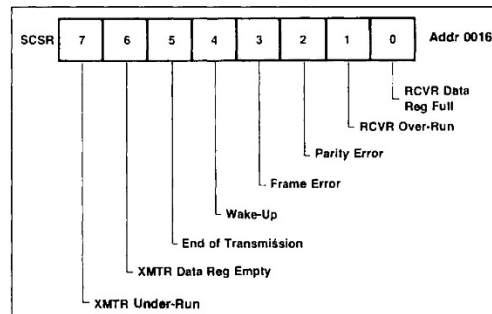 SCSR 7 6 5 4 3 2 1 0 Addr 0016
RCVR Data
Reg Full
RCVR Over-Run
Parity Error
Frame Error
Wake-Up
End of Transmission
XMTR Data Reg Empty
XMTR Under-Run